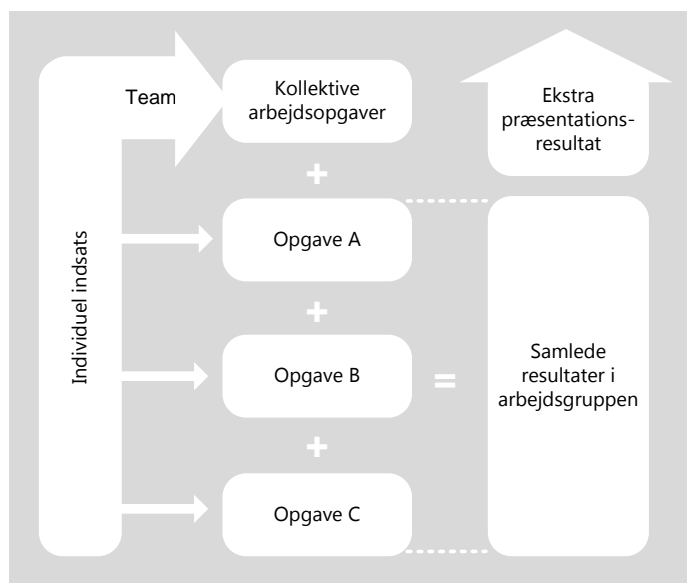 Team
Kollektive
arbejdsopgaver
Ekstra
præsentations-
resultat
+
Individuel indsats
Opgave A
+
Opgave B
=
Samlede
resultater i
arbejdsgruppen
+
Opgave C